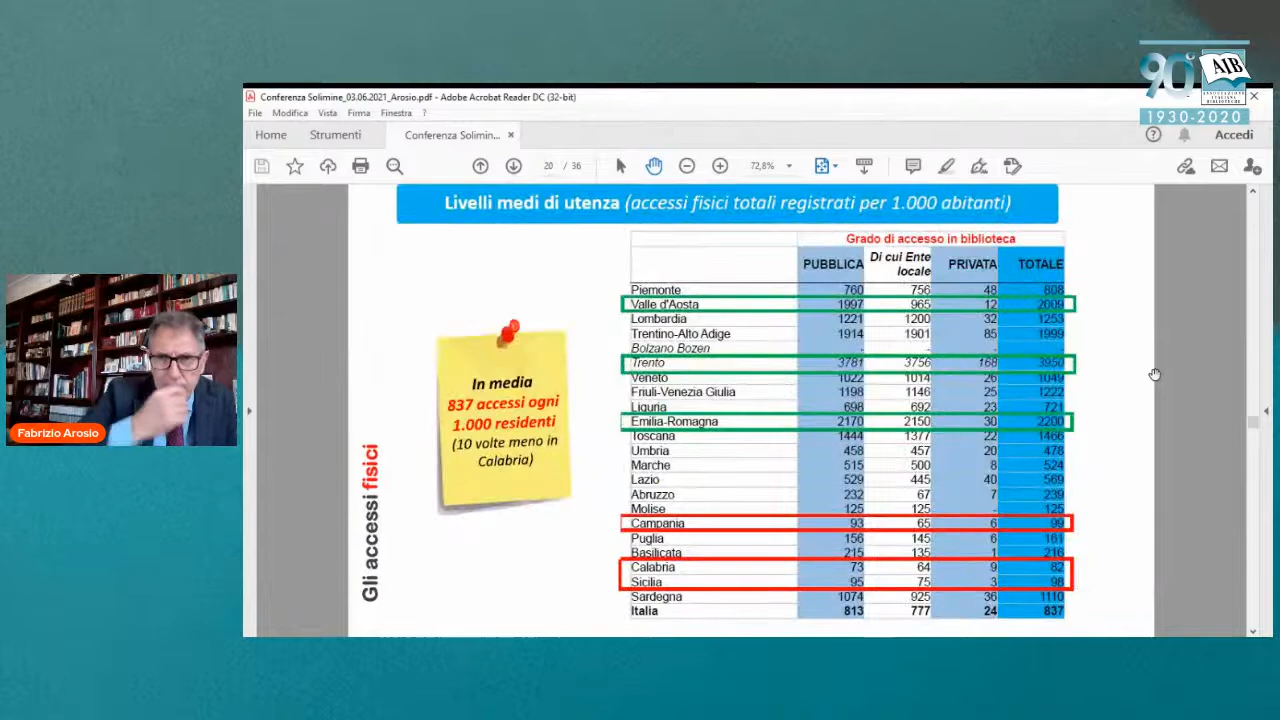 90°
AIB
ASSOCIAZIONE
ITALIANA
BIBLIOTECHE
1930-2020
Conferenza Solimine_03.06.2021_Arosio.pdf - Adobe Acrobat Reader DC (32-bit)
File Modifica Vista Firma Finestra ?
Home Strumenti Conferenza Solimin... × Accedi
20 / 36 72,8%
Livelli medi di utenza (accessi fisici totali registrati per 1.000 abitanti)
Grado di accesso in biblioteca
PUBBLICA Di cui Ente locale PRIVATA TOTALE
Piemonte 760 756 48 808
Valle d'Aosta 1997 965 12 2009
Lombardia 1221 1200 32 1253
Trentino-Alto Adige 1914 1901 85 1999
Bolzano Bozen - - - -
Trento 3781 3756 168 3950
Veneto 1022 1014 26 1049
Friuli-Venezia Giulia 1198 1146 25 1222
Liguria 698 692 23 721
Emilia-Romagna 2170 2150 30 2200
Toscana 1444 1377 22 1466
Umbria 458 457 20 478
Marche 515 500 8 524
Lazio 529 445 40 569
Abruzzo 232 67 7 239
Molise 125 125 - 125
Campania 93 65 6 99
Puglia 156 145 6 161
Basilicata 215 135 1 216
Calabria 73 64 9 82
Sicilia 95 75 3 98
Sardegna 1074 925 36 1110
Italia 813 777 24 837
In media
837 accessi ogni
1.000 residenti
(10 volte meno in
Calabria)
Gli accessi fisici
Fabrizio Arosio